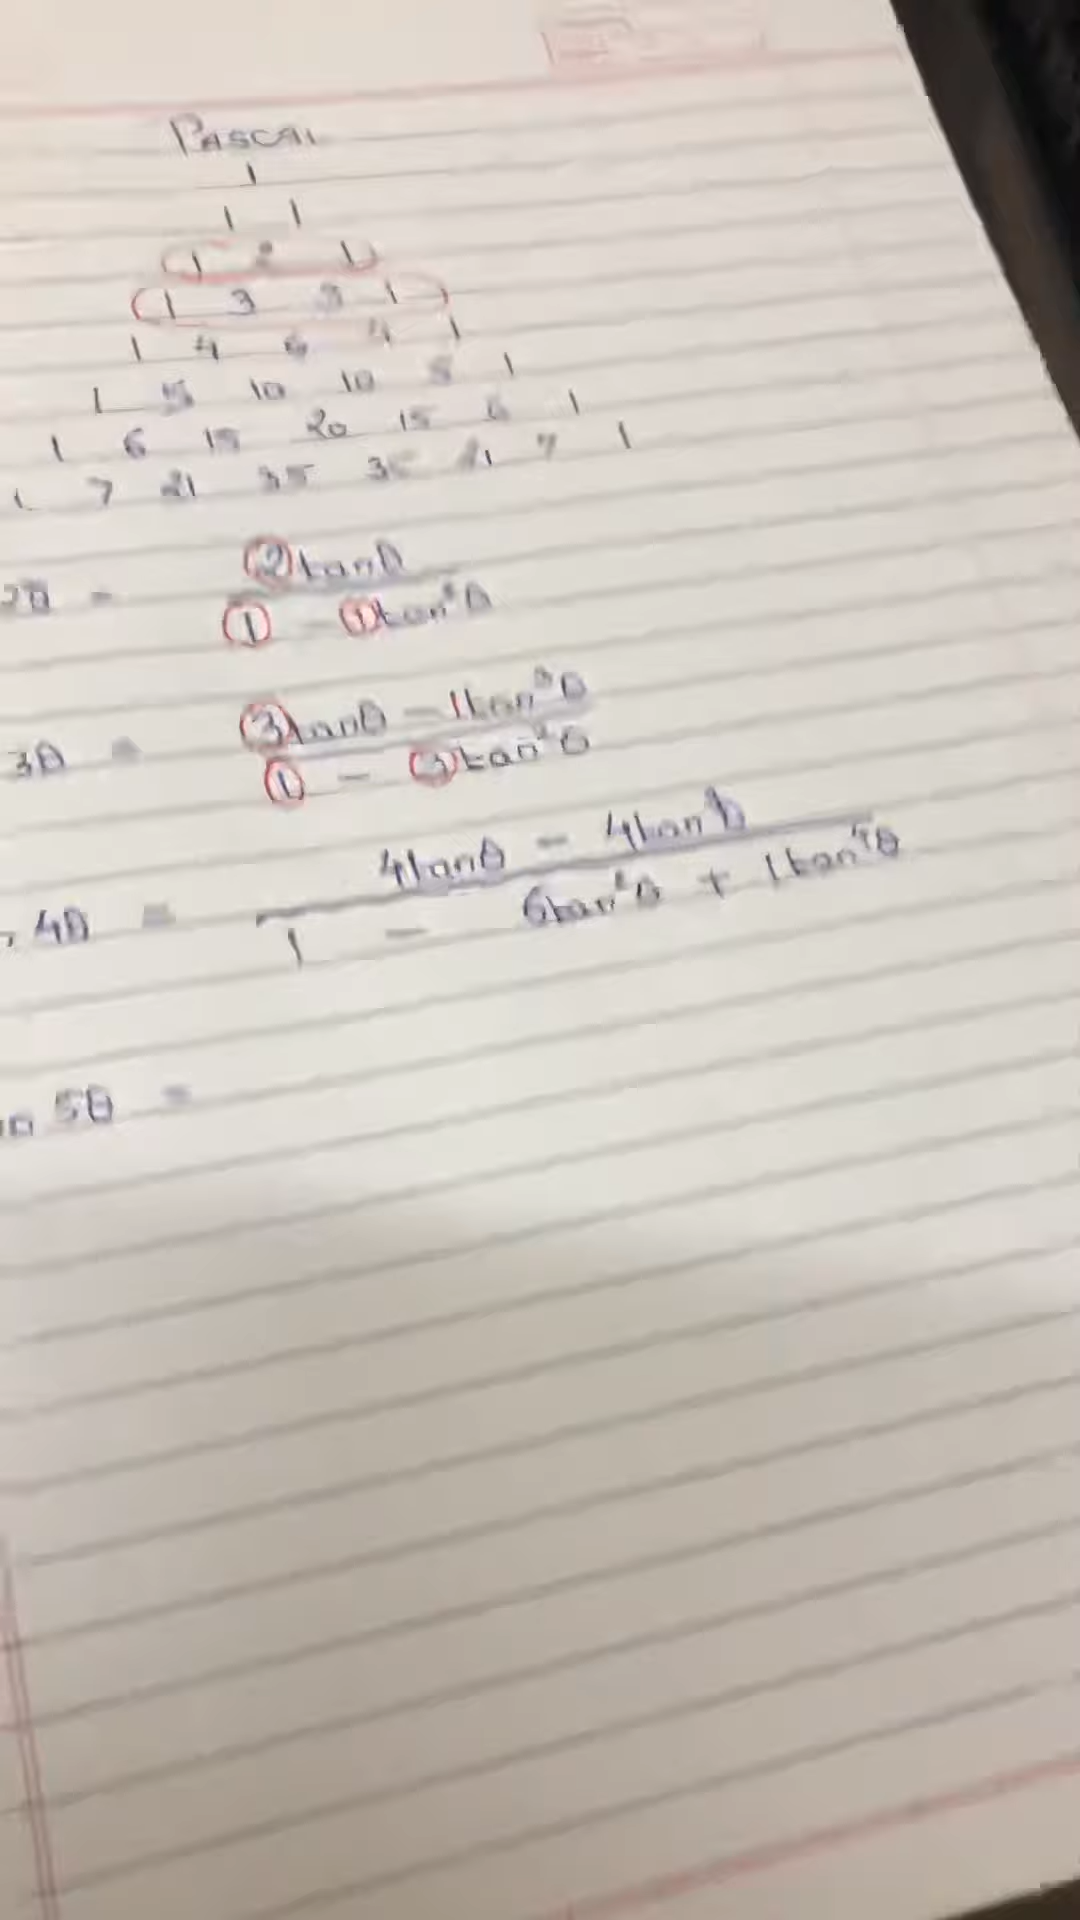 PASCAL
1
1 1
1 2 1
1 3 3 1
1 4 6 4 1
1 5 10 10 5 1
1 6 15 20 15 6 1
1 7 21 35 35 21 7 1
2θ = 2tanθ / 1 - 1tan²θ
3θ = 3tanθ - 1tan³θ / 1 - 3tan²θ
4θ = 4tanθ - 4tan³θ / 1 - 6tan²θ + 1tan⁴θ
5θ =